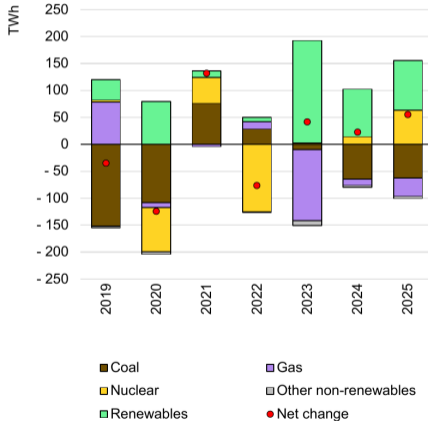 TWh
250
200
150
100
50
0
- 50
- 100
- 150
- 200
- 250
2019
2020
2021
2022
2023
2024
2025
Coal
Gas
Nuclear
Other non-renewables
Renewables
Net change